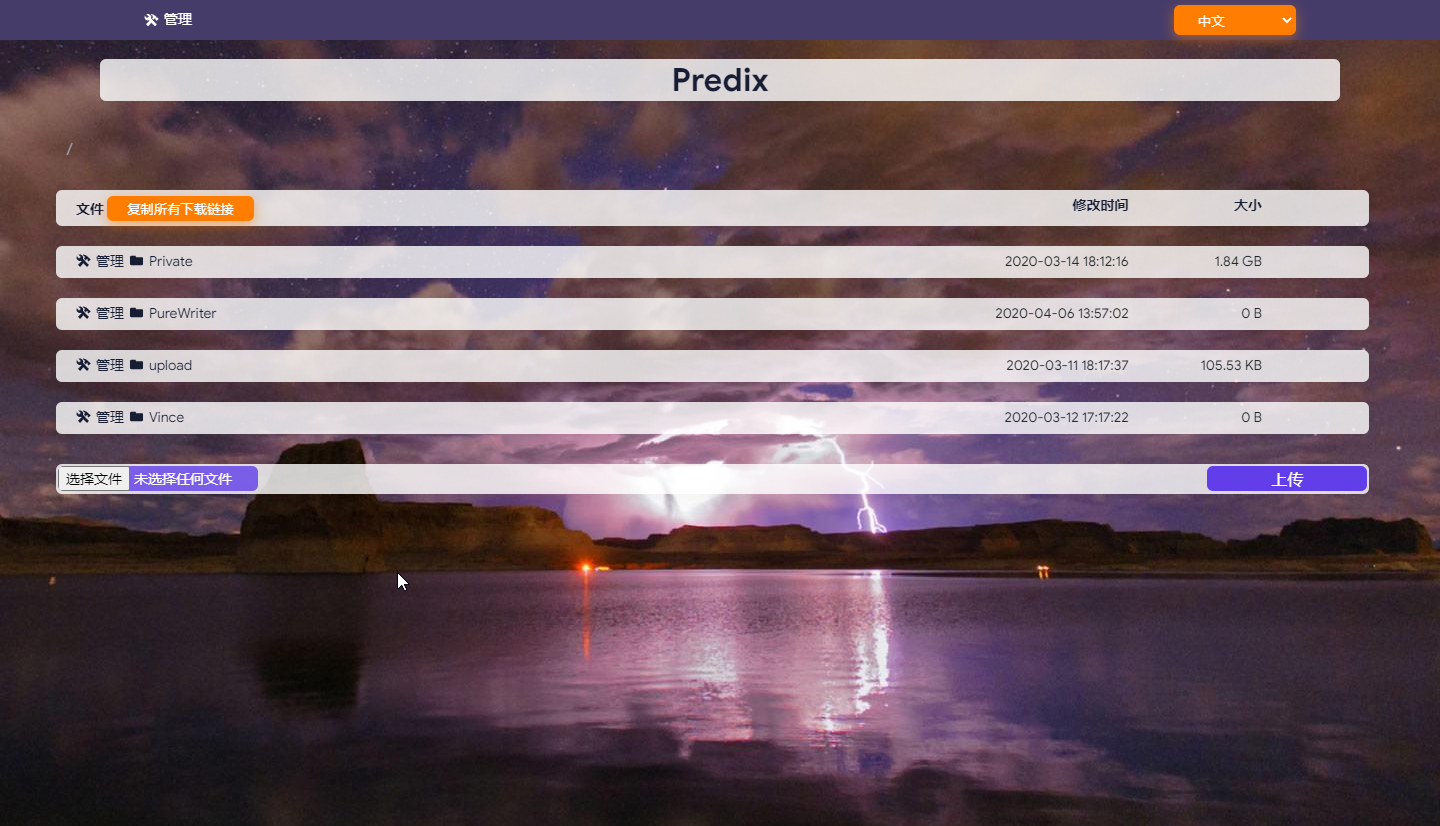 管理 中文
Predix
/
文件 复制所有下载链接 修改时间 大小
管理 Private 2020-03-14 18:12:16 1.84 GB
管理 PureWriter 2020-04-06 13:57:02 0 B
管理 upload 2020-03-11 18:17:37 105.53 KB
管理 Vince 2020-03-12 17:17:22 0 B
选择文件 未选择任何文件 上传